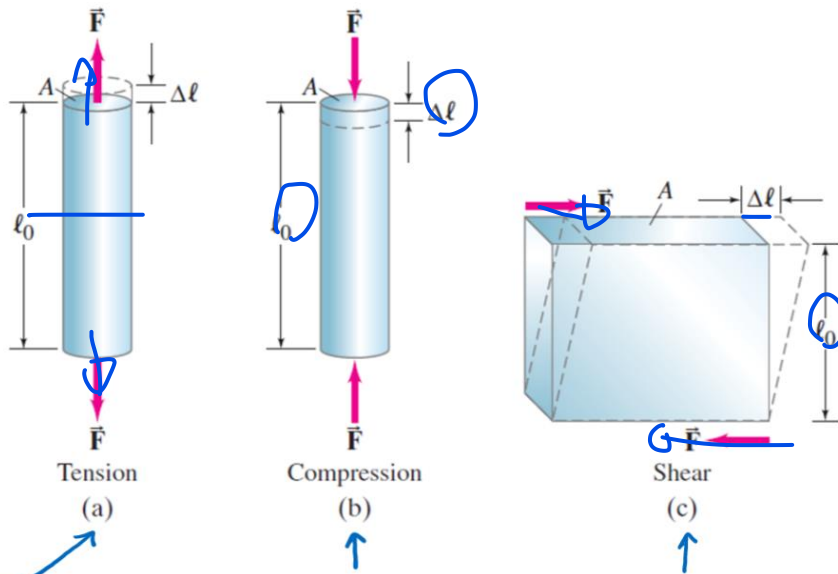 F⃗ F⃗
A Δℓ A Δℓ
F⃗ A Δℓ
ℓ₀ ℓ₀ ℓ₀
F⃗ F⃗ F⃗
Tension Compression Shear
(a) (b) (c)